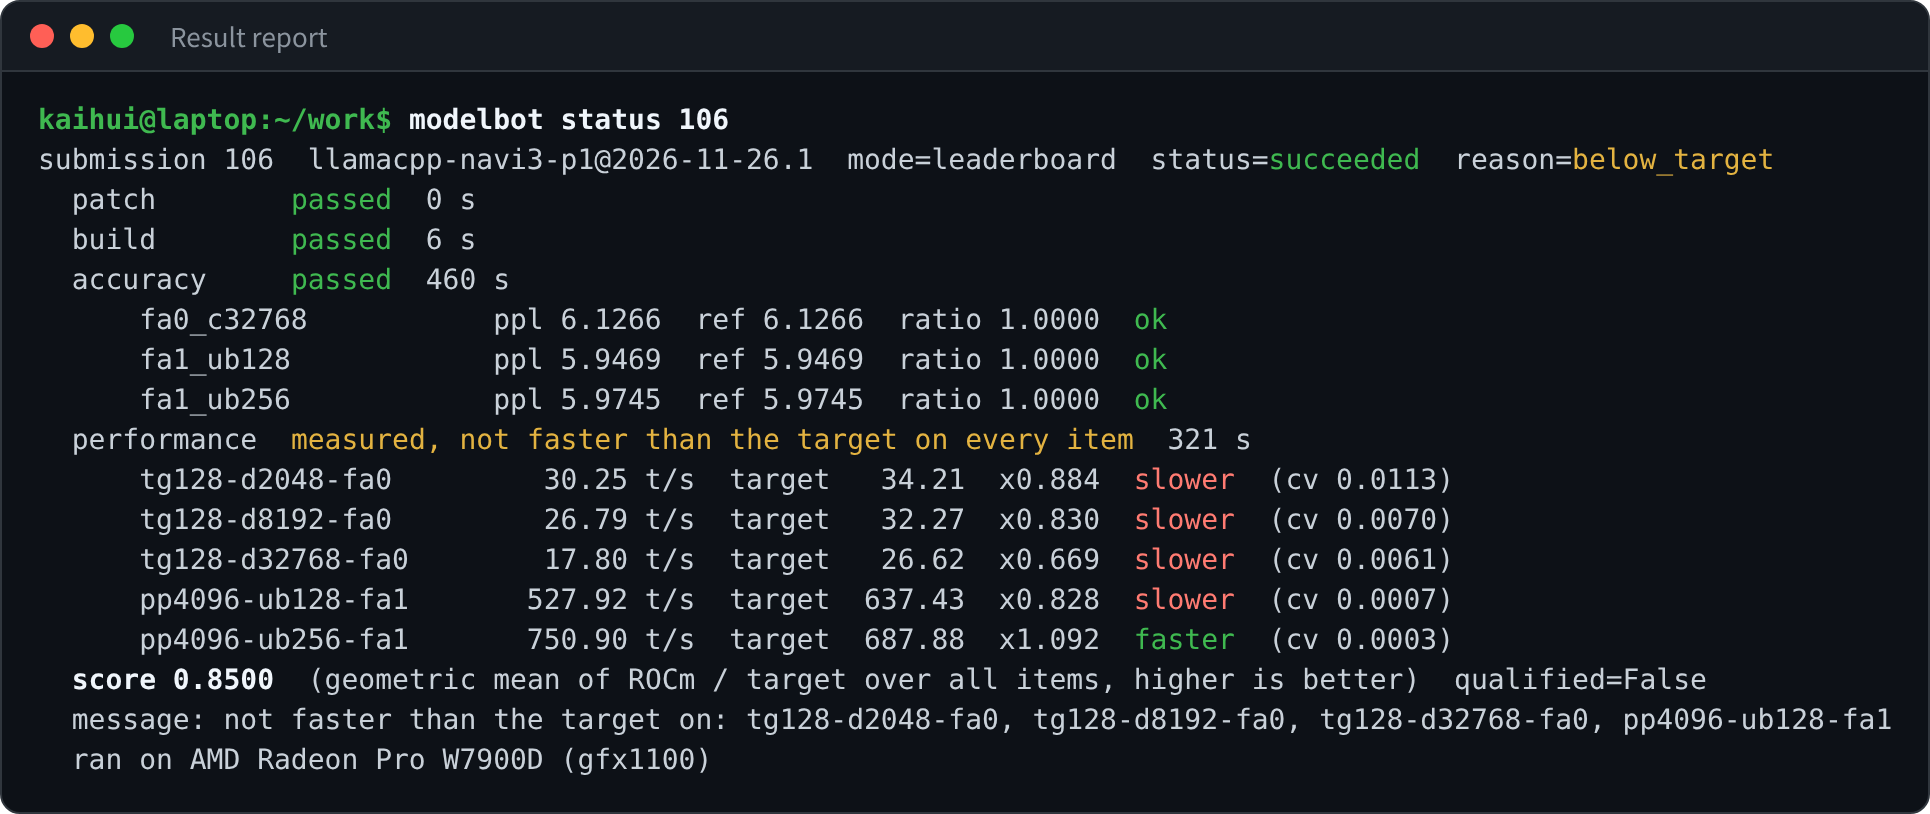 Result report
kaihui@laptop:~/work$ modelbot status 106
submission 106  llamacpp-navi3-p1@2026-11-26.1  mode=leaderboard  status=succeeded  reason=below_target
  patch        passed  0 s
  build        passed  6 s
  accuracy     passed  460 s
      fa0_c32768           ppl 6.1266  ref 6.1266  ratio 1.0000  ok
      fa1_ub128            ppl 5.9469  ref 5.9469  ratio 1.0000  ok
      fa1_ub256            ppl 5.9745  ref 5.9745  ratio 1.0000  ok
  performance  measured, not faster than the target on every item  321 s
      tg128-d2048-fa0         30.25 t/s  target   34.21  x0.884  slower  (cv 0.0113)
      tg128-d8192-fa0         26.79 t/s  target   32.27  x0.830  slower  (cv 0.0070)
      tg128-d32768-fa0        17.80 t/s  target   26.62  x0.669  slower  (cv 0.0061)
      pp4096-ub128-fa1       527.92 t/s  target  637.43  x0.828  slower  (cv 0.0007)
      pp4096-ub256-fa1       750.90 t/s  target  687.88  x1.092  faster  (cv 0.0003)
  score 0.8500  (geometric mean of ROCm / target over all items, higher is better)  qualified=False
  message: not faster than the target on: tg128-d2048-fa0, tg128-d8192-fa0, tg128-d32768-fa0, pp4096-ub128-fa1
  ran on AMD Radeon Pro W7900D (gfx1100)